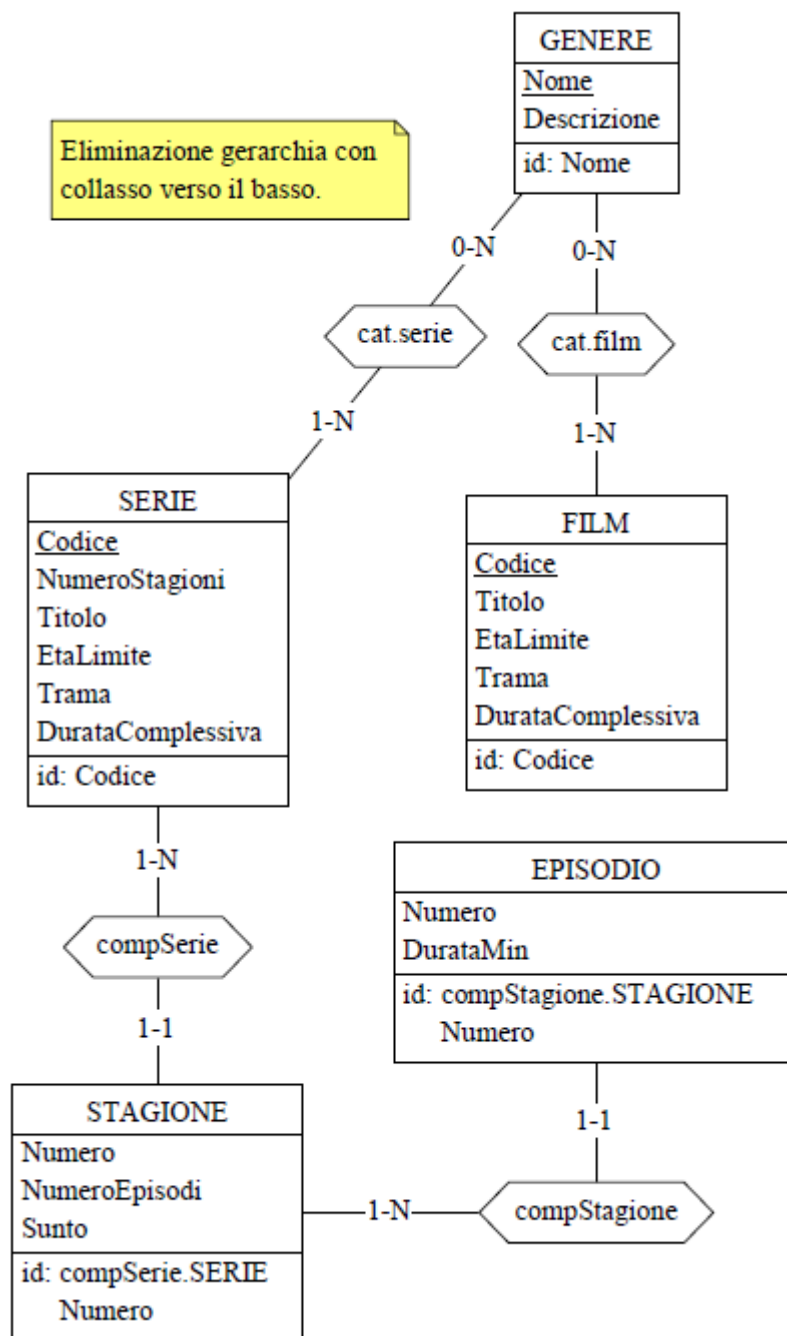 GENERE
Nome
Descrizione
id: Nome
Eliminazione gerarchia con
collasso verso il basso.
0-N
0-N
cat.serie
cat.film
1-N
1-N
SERIE
Codice
NumeroStagioni
Titolo
EtaLimite
Trama
DurataComplessiva
id: Codice
FILM
Codice
Titolo
EtaLimite
Trama
DurataComplessiva
id: Codice
1-N
compSerie
1-1
EPISODIO
Numero
DurataMin
id: compStagione.STAGIONE
Numero
1-1
STAGIONE
Numero
NumeroEpisodi
Sunto
id: compSerie.SERIE
Numero
1-N
compStagione